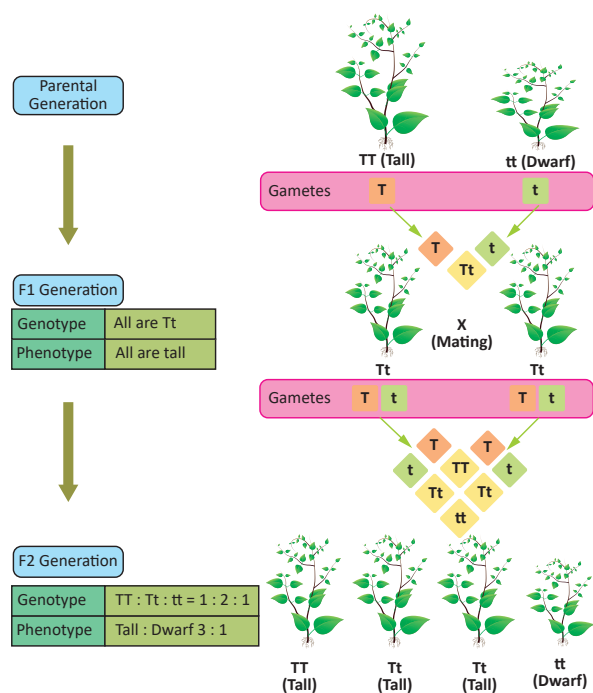 Parental
Generation
TT (Tall)
tt (Dwarf)
Gametes
T
t
T
t
Tt
F1 Generation
Genotype
All are Tt
Phenotype
All are tall
X
(Mating)
Tt
Tt
Gametes
T
t
T
t
T
T
t
TT
t
Tt
Tt
tt
F2 Generation
Genotype
TT : Tt : tt = 1 : 2 : 1
Phenotype
Tall : Dwarf 3 : 1
TT
(Tall)
Tt
(Tall)
Tt
(Tall)
tt
(Dwarf)